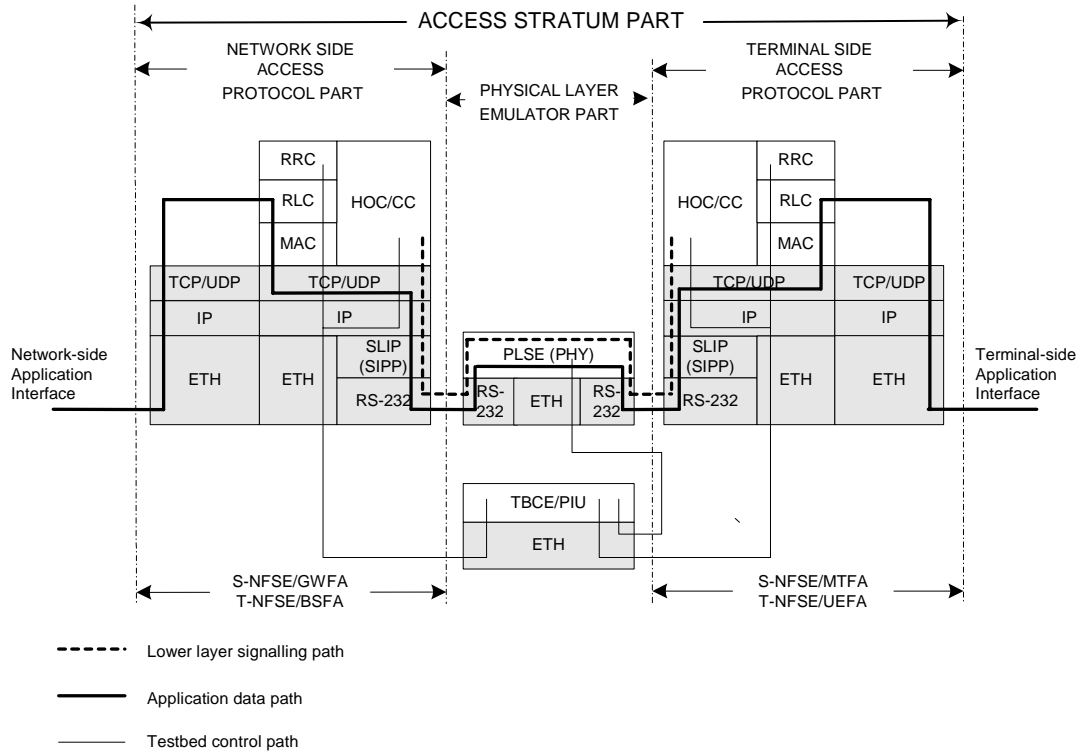 ACCESS STRATUM PART
NETWORK SIDE
ACCESS
PROTOCOL PART
PHYSICAL LAYER
EMULATOR PART
TERMINAL SIDE
ACCESS
PROTOCOL PART
RRC
RLC
MAC
HOC/CC
TCP/UDP
TCP/UDP
IP
IP
ETH
ETH
SLIP
(SIPP)
RS-232
Network-side
Application
Interface
PLSE (PHY)
RS-
232
ETH
RS-
232
HOC/CC
RRC
RLC
MAC
TCP/UDP
TCP/UDP
IP
IP
SLIP
(SIPP)
RS-232
ETH
ETH
Terminal-side
Application
Interface
TBCE/PIU
ETH
S-NFSE/GWFA
T-NFSE/BSFA
S-NFSE/MTFA
T-NFSE/UEFA
Lower layer signalling path
Application data path
Testbed control path